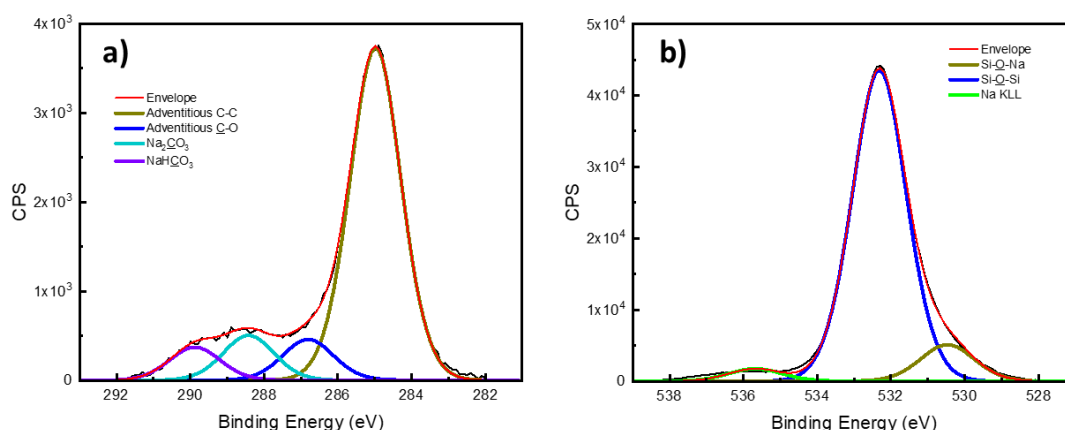 a)
4x10³
3x10³
2x10³
1x10³
0
CPS
Envelope
Adventitious C-C
Adventitious C-O
Na₂CO₃
NaHCO₃
292 290 288 286 284 282
Binding Energy (eV)
b)
5x10⁴
4x10⁴
3x10⁴
2x10⁴
1x10⁴
0
CPS
Envelope
Si-O-Na
Si-O-Si
Na KLL
538 536 534 532 530 528
Binding Energy (eV)